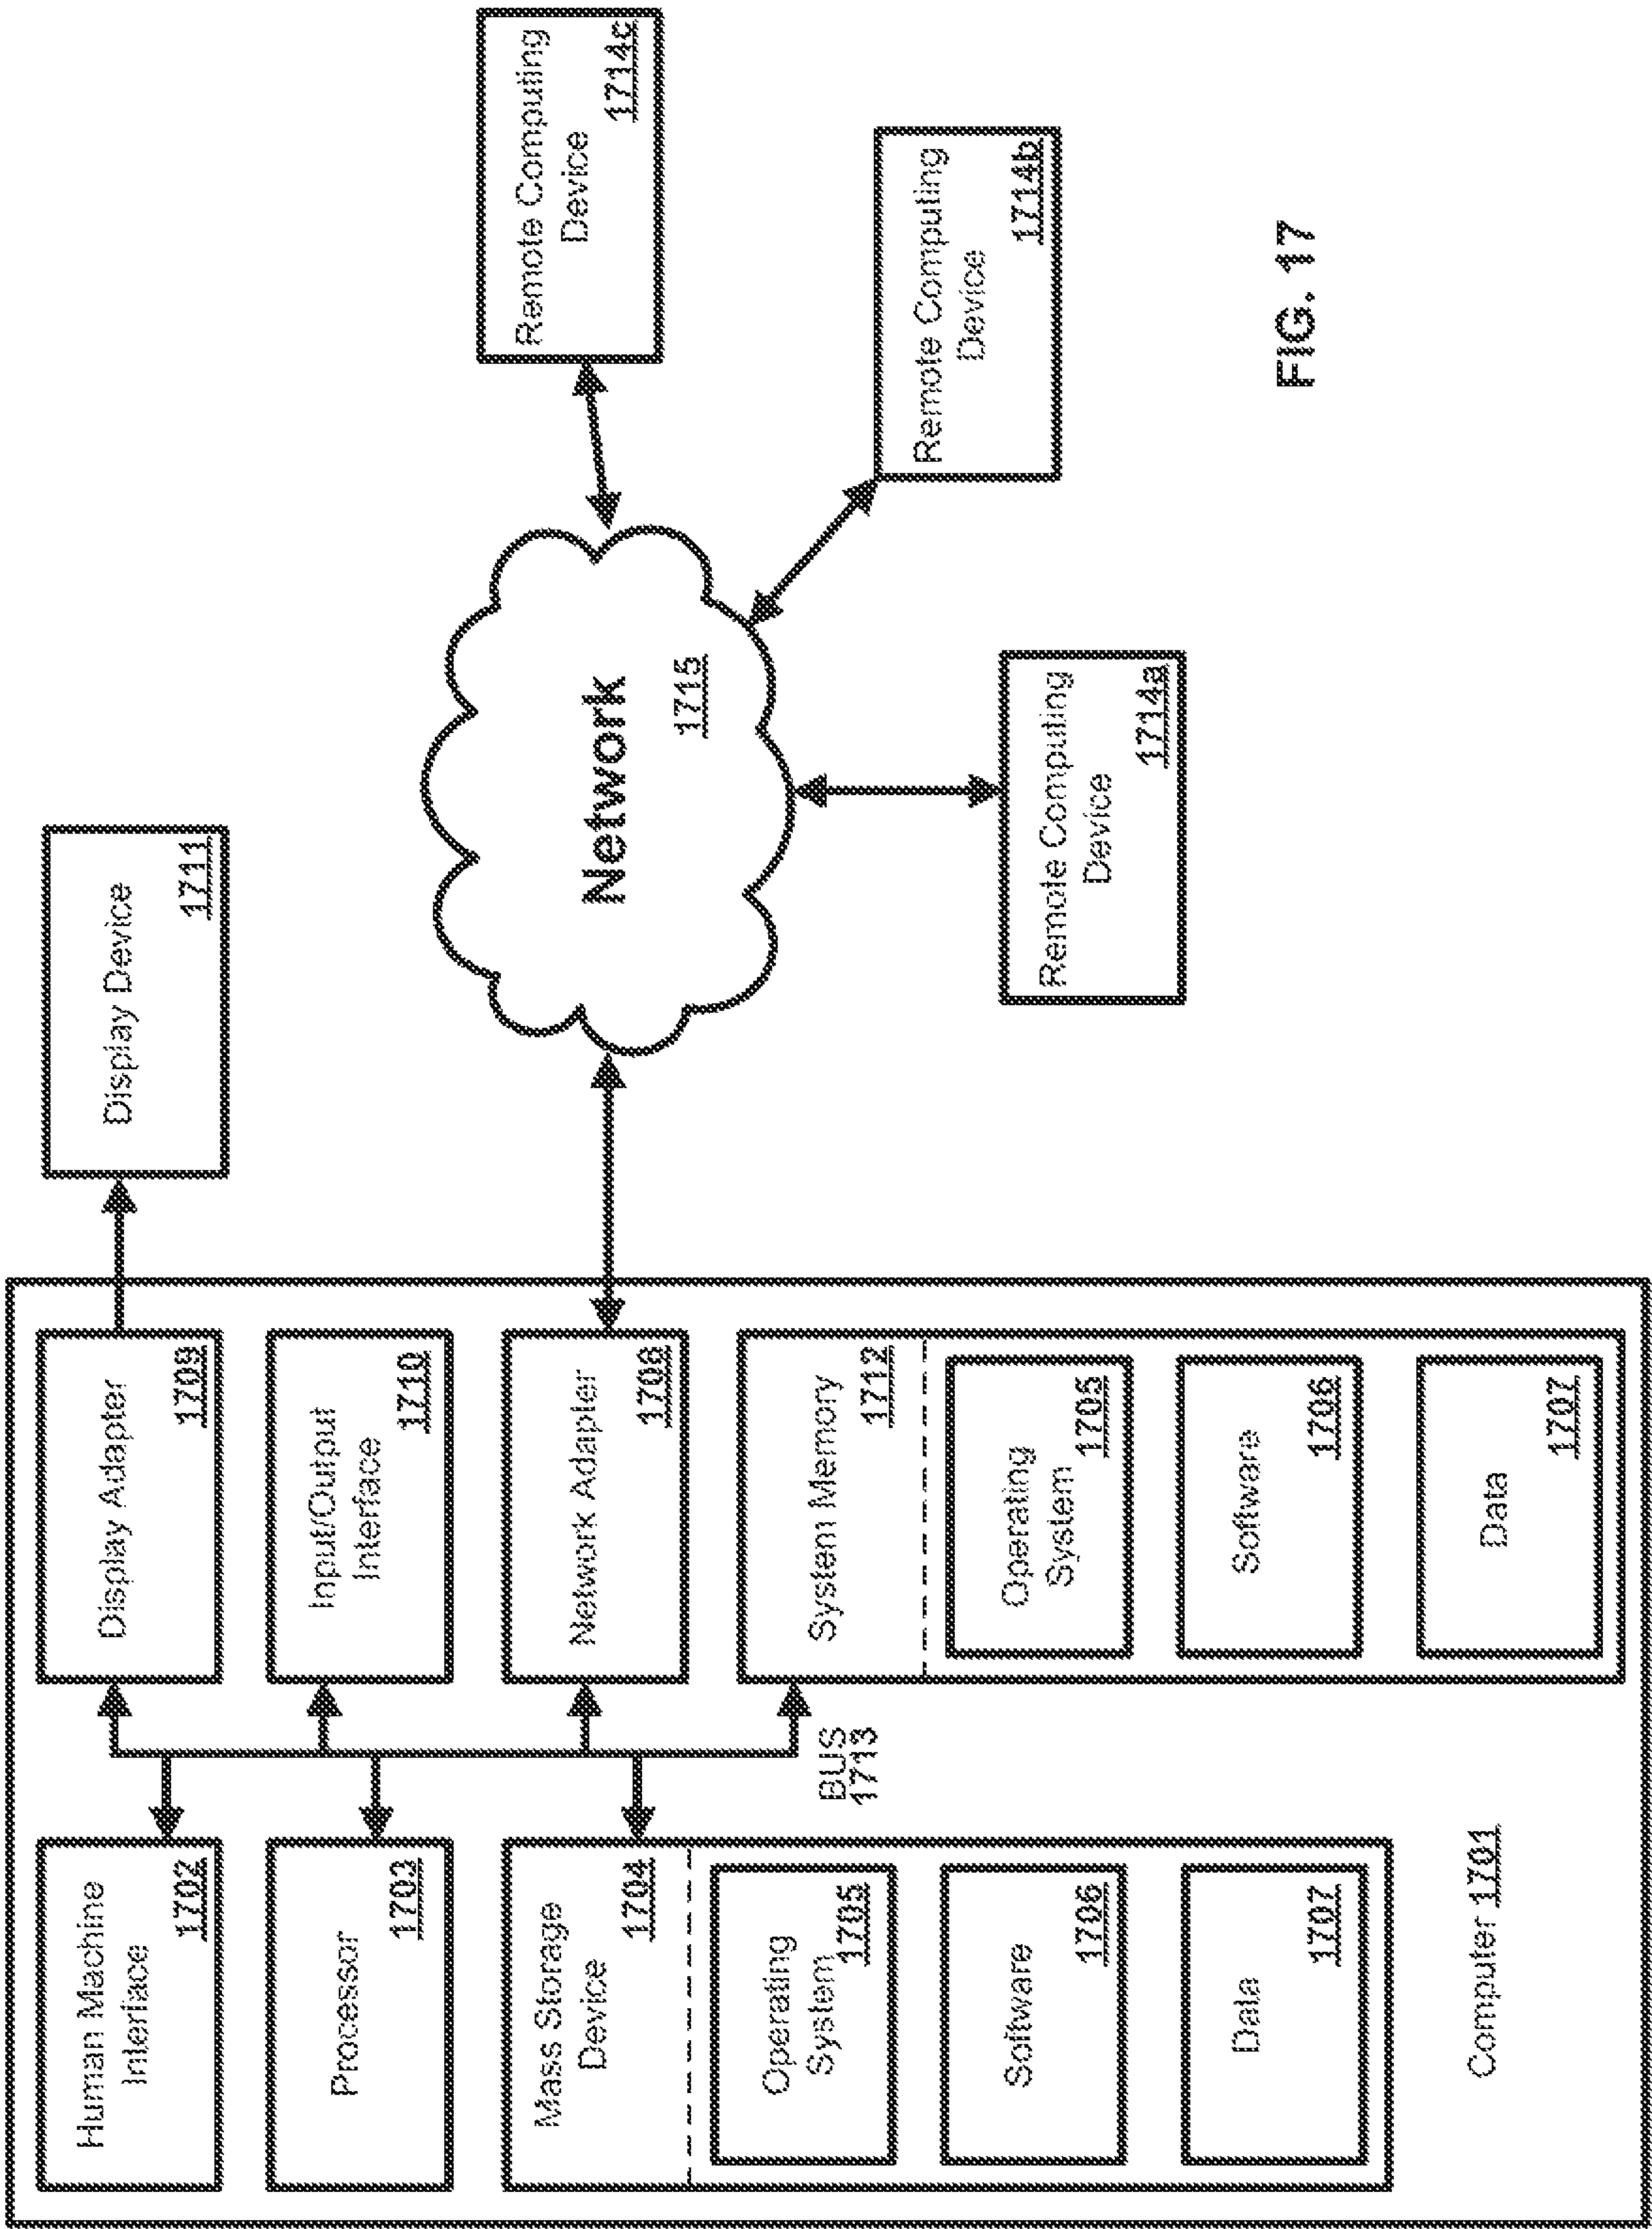 Human Machine
Interface
1702
Processor
1703
Mass Storage
Device
1704
Operating
System
1705
Software
1706
Data
1707
Computer 1701
BUS
1713
Display Adapter
1709
Input/Output
Interface
1710
Network Adapter
1708
System Memory
1712
Operating
System
1705
Software
1706
Data
1707
Display Device
1711
Network
1715
Remote Computing
Device
1714a
Remote Computing
Device
1714b
Remote Computing
Device
1714c
FIG. 17